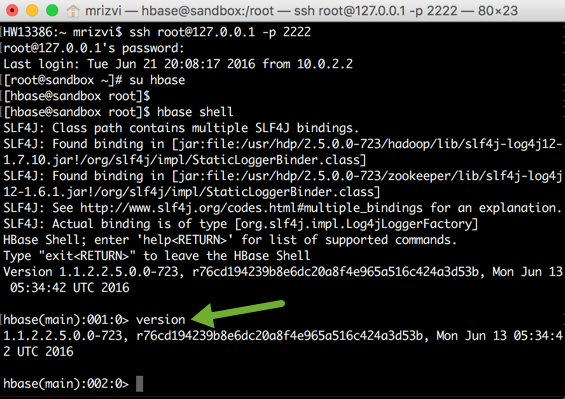 mrizvi — hbase@sandbox:/root — ssh root@127.0.0.1 -p 2222 — 80×23
HW13386:~ mrizvi$ ssh root@127.0.0.1 -p 2222
root@127.0.0.1's password:
Last login: Tue Jun 21 20:08:17 2016 from 10.0.2.2
[[root@sandbox ~]# su hbase
[[hbase@sandbox root]$
[[hbase@sandbox root]$ hbase shell
SLF4J: Class path contains multiple SLF4J bindings.
SLF4J: Found binding in [jar:file:/usr/hdp/2.5.0.0-723/hadoop/lib/slf4j-log4j12-
1.7.10.jar!/org/slf4j/impl/StaticLoggerBinder.class]
SLF4J: Found binding in [jar:file:/usr/hdp/2.5.0.0-723/zookeeper/lib/slf4j-log4j
12-1.6.1.jar!/org/slf4j/impl/StaticLoggerBinder.class]
SLF4J: See http://www.slf4j.org/codes.html#multiple_bindings for an explanation.
SLF4J: Actual binding is of type [org.slf4j.impl.Log4jLoggerFactory]
HBase Shell; enter 'help<RETURN>' for list of supported commands.
Type "exit<RETURN>" to leave the HBase Shell
Version 1.1.2.2.5.0.0-723, r76cd194239b8e6dc20a8f4e965a516c424a3d53b, Mon Jun 13
05:34:42 UTC 2016
hbase(main):001:0> version
1.1.2.2.5.0.0-723, r76cd194239b8e6dc20a8f4e965a516c424a3d53b, Mon Jun 13 05:34:4
2 UTC 2016
hbase(main):002:0>